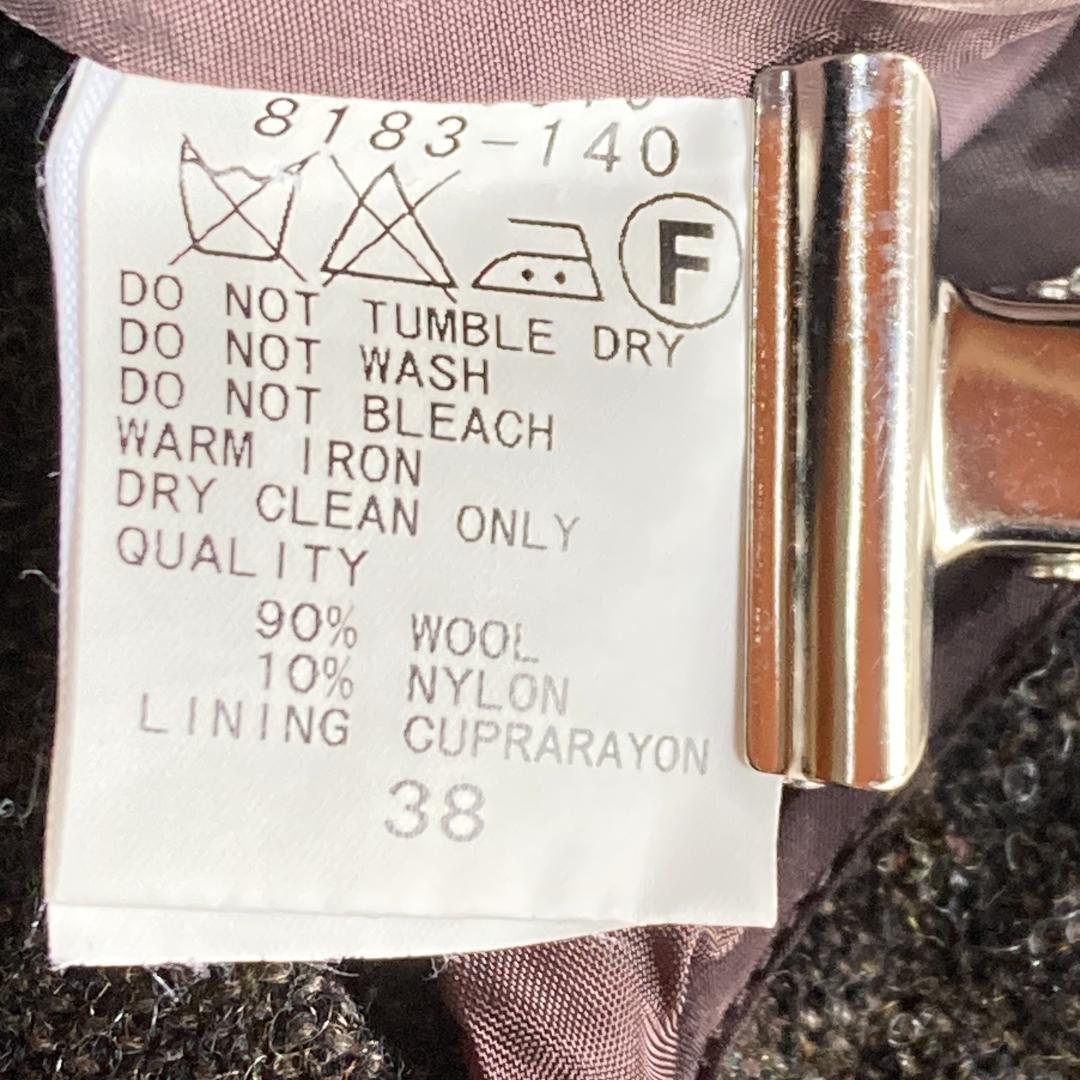 8183-140
F
DO NOT TUMBLE DRY
DO NOT WASH
DO NOT BLEACH
WARM IRON
DRY CLEAN ONLY
QUALITY
90% WOOL
10% NYLON
LINING CUPRARAYON
38